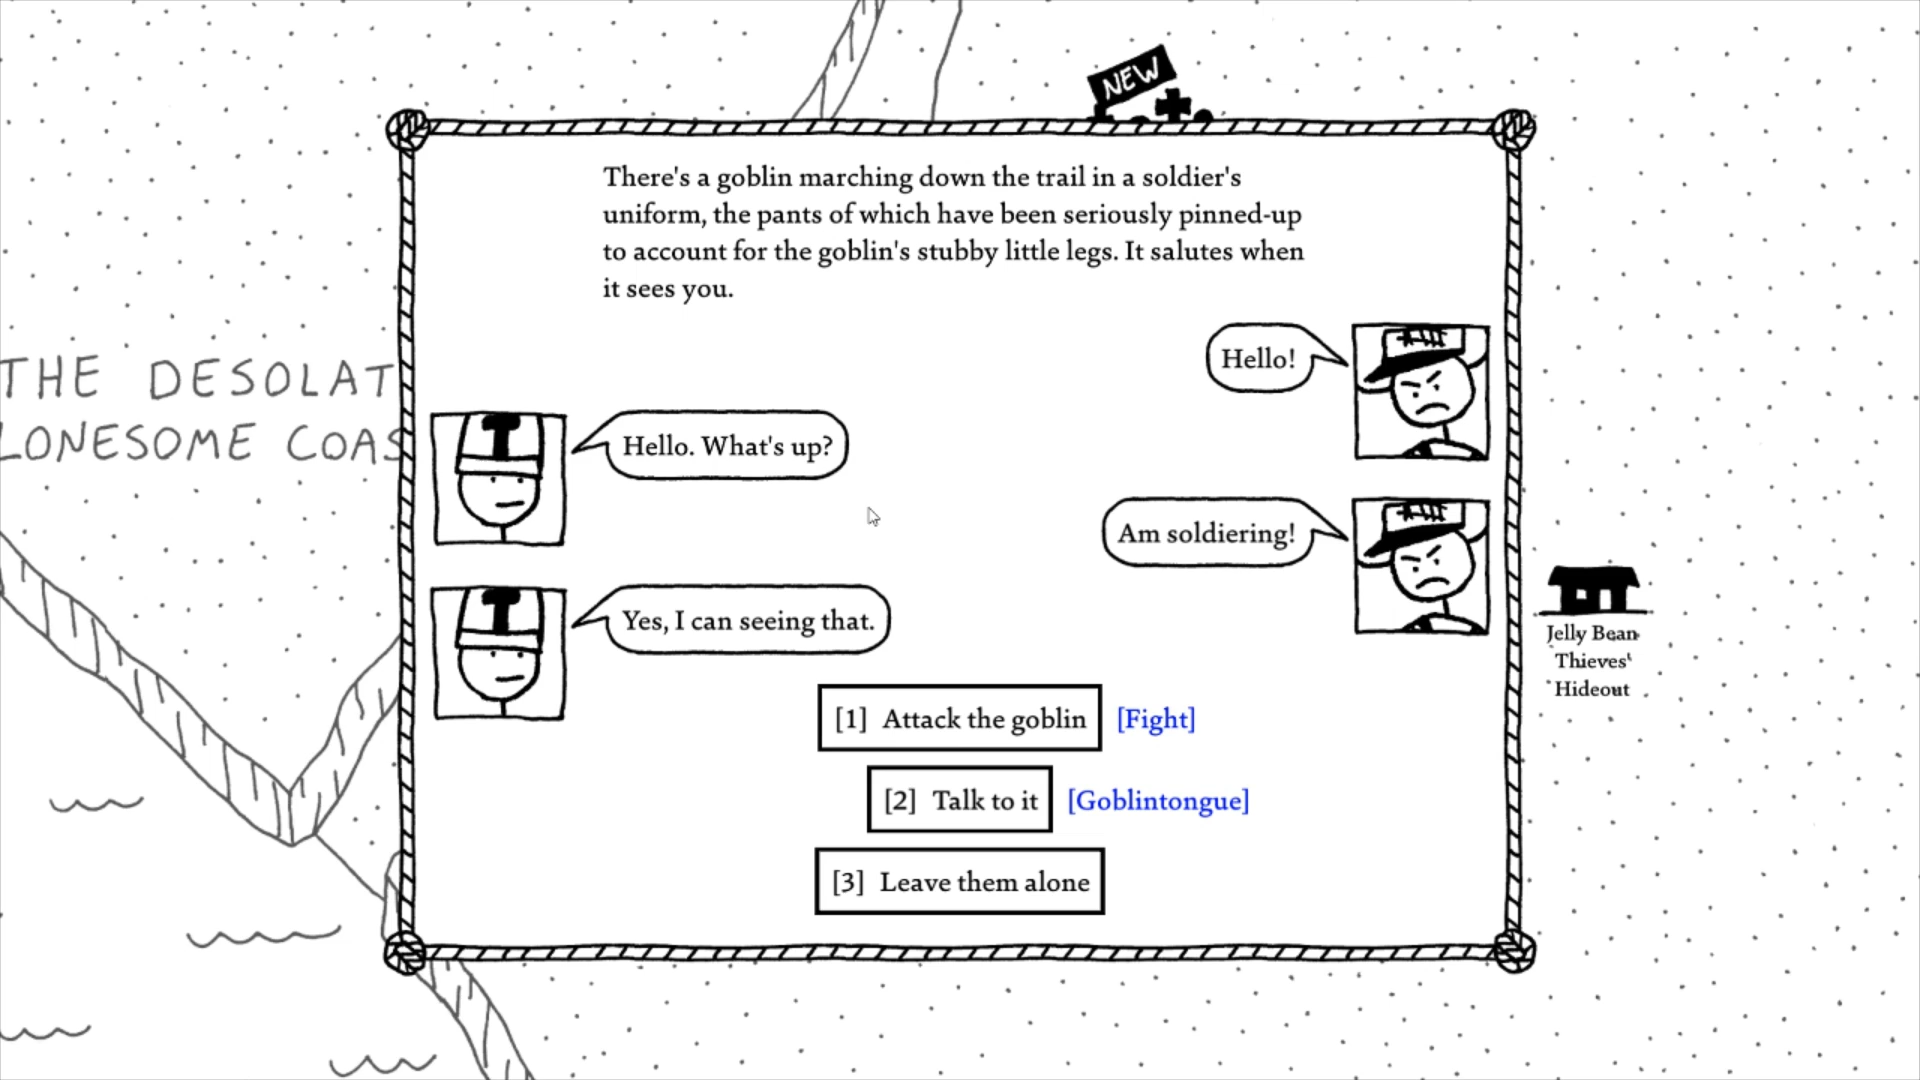 NEW
There's a goblin marching down the trail in a soldier's
uniform, the pants of which have been seriously pinned-up
to account for the goblin's stubby little legs. It salutes when
it sees you.
Hello!
THE DESOLAT
LONESOME COAS
Hello. What's up?
Am soldiering!
Yes, I can seeing that.
Jelly Bean
Thieves'
Hideout
[1] Attack the goblin [Fight]
[2] Talk to it [Goblintongue]
[3] Leave them alone